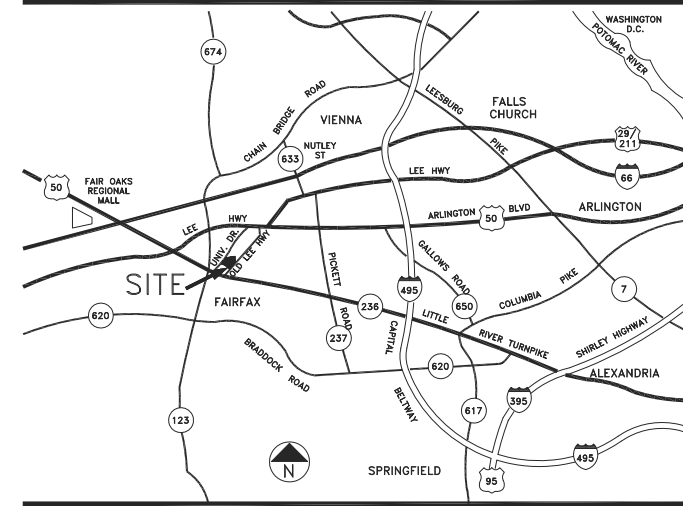 WASHINGTON
D.C.
POTOMAC RIVER
674
CHAIN BRIDGE ROAD
LEESBURG PIKE
FALLS
CHURCH
VIENNA
29/
211
NUTLEY
ST
633
66
LEE HWY
50
FAIR OAKS
REGIONAL
MALL
ARLINGTON BLVD
50
ARLINGTON
LEE HWY
UNIV. DR.
OLD LEE HWY
GALLOWS ROAD
PICKETT ROAD
SITE
FAIRFAX
495
7
COLUMBIA PIKE
236
650
620
LITTLE RIVER TURNPIKE
CAPITAL BELTWAY
237
SHIRLEY HIGHWAY
BRADDOCK ROAD
620
ALEXANDRIA
395
617
123
495
N
SPRINGFIELD
95